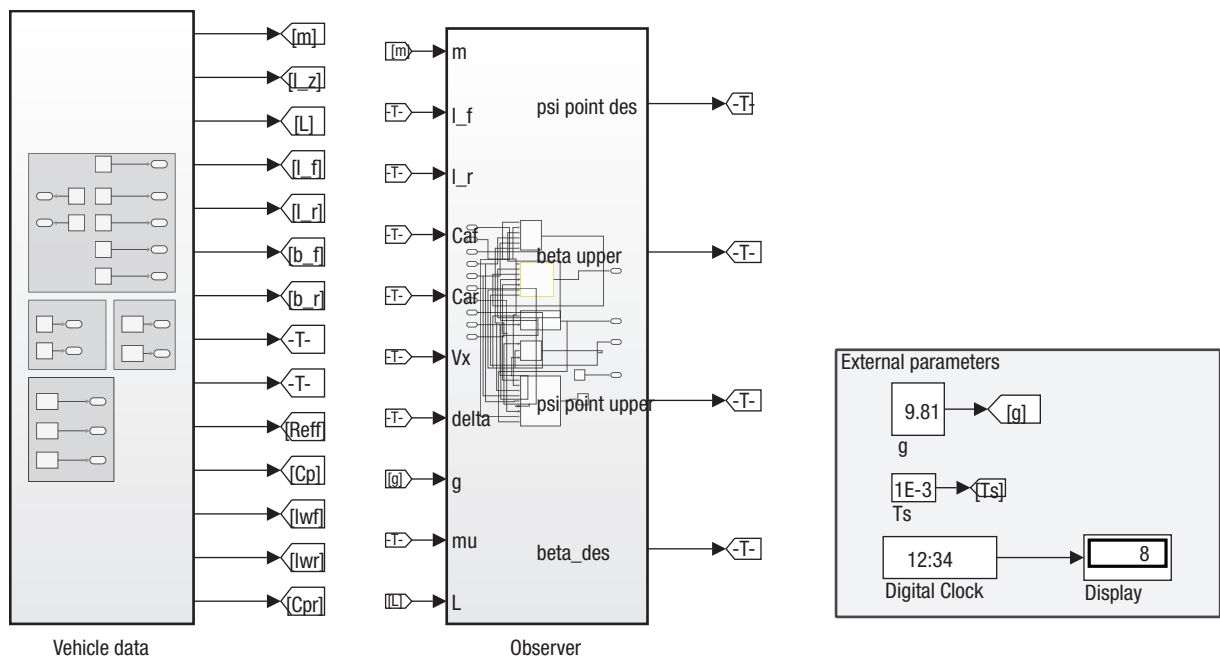 [m]
[I_z]
[L]
[l_f]
[l_r]
[b_f]
[b_r]
-T-
-T-
[Reff]
[Cp]
[Iwf]
[Iwr]
[Cpr]
Vehicle data
[m]
-T-
-T-
-T-
-T-
-T-
-T-
[g]
-T-
[L]
m
l_f
l_r
Caf
Car
Vx
delta
g
mu
L
psi point des
beta upper
psi point upper
beta_des
-T-
-T-
-T-
-T-
Observer
External parameters
9.81
[g]
g
1E-3
[Ts]
Ts
12:34
8
Digital Clock
Display